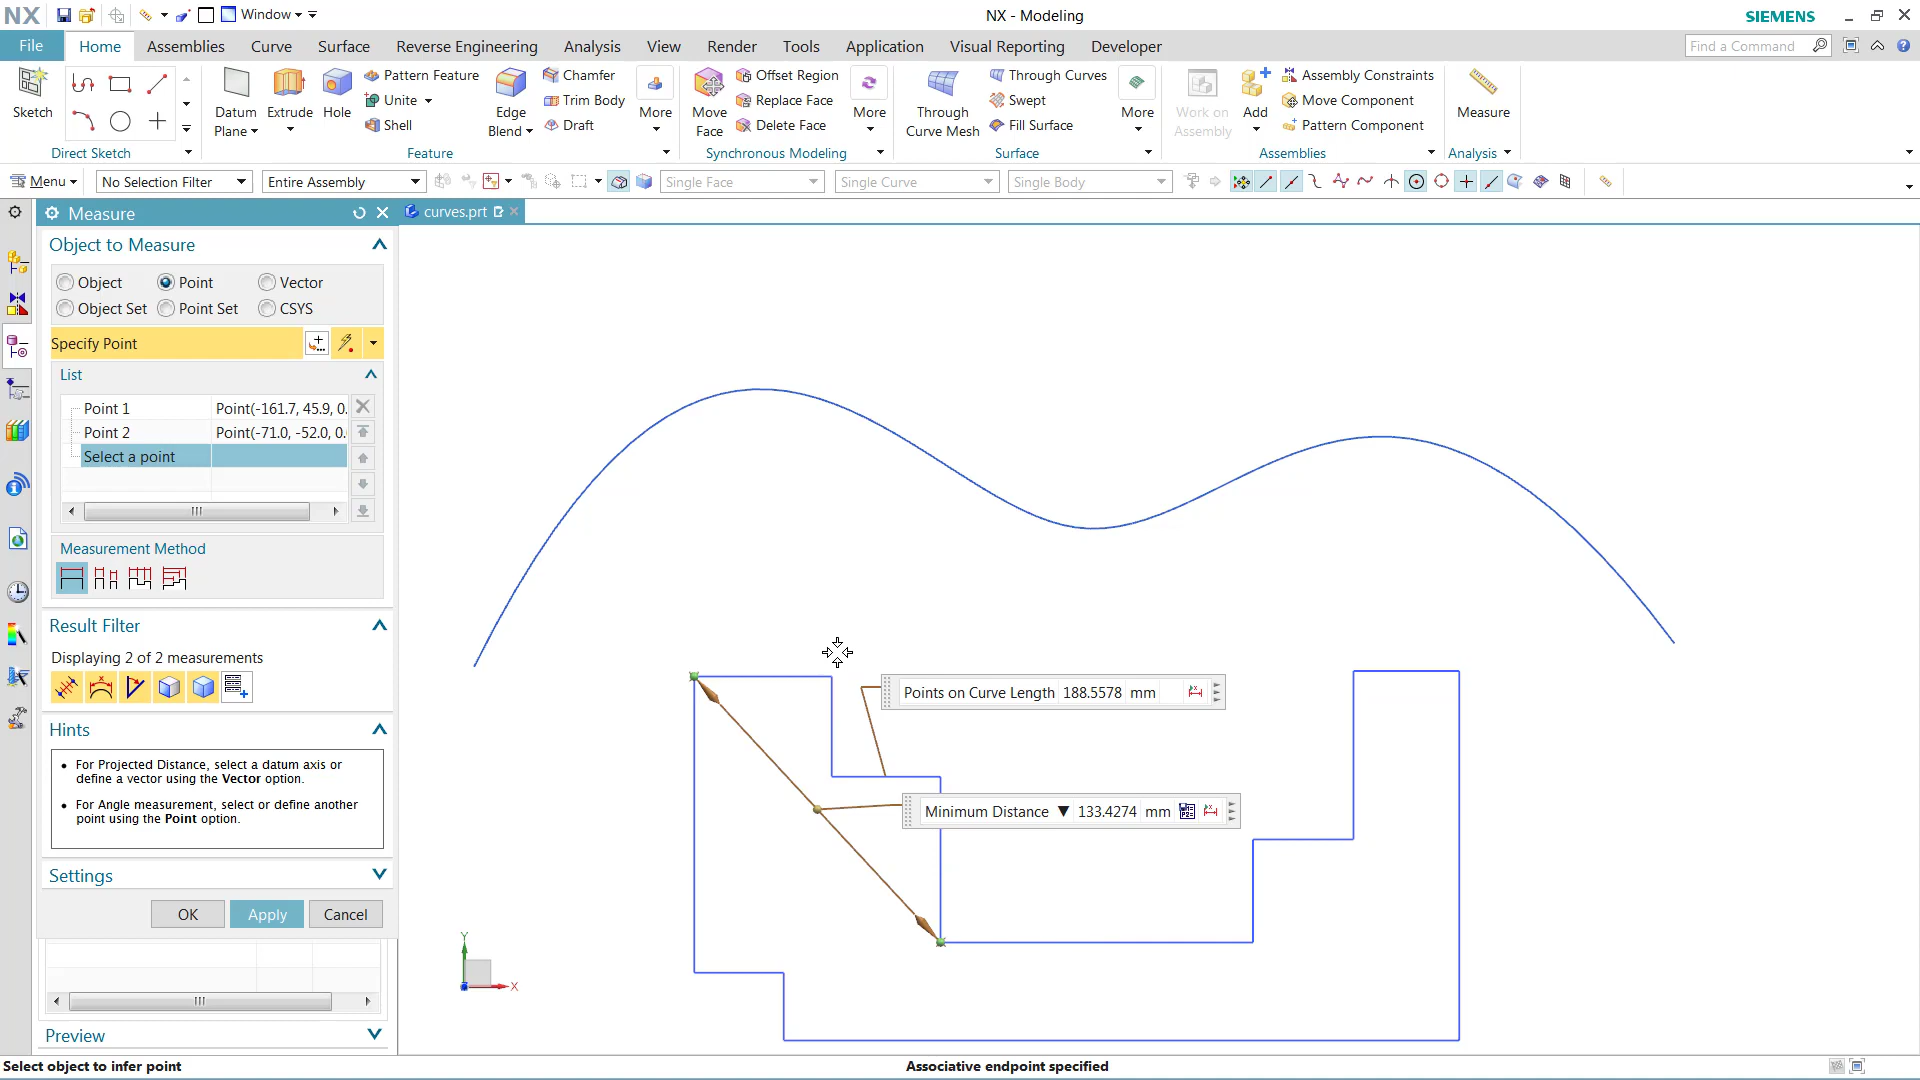 NX
Window
NX - Modeling
SIEMENS
File
Home
Assemblies
Curve
Surface
Reverse Engineering
Analysis
View
Render
Tools
Application
Visual Reporting
Developer
Find a Command
Sketch
Direct Sketch
Datum
Plane
Extrude
Hole
Pattern Feature
Unite
Shell
Edge
Blend
Chamfer
Trim Body
Draft
More
Feature
Move
Face
Offset Region
Replace Face
Delete Face
More
Synchronous Modeling
Through
Curve Mesh
Through Curves
Swept
Fill Surface
More
Surface
Work on
Assembly
Add
Assembly Constraints
Move Component
Pattern Component
Assemblies
Measure
Analysis
Menu
No Selection Filter
Entire Assembly
Single Face
Single Curve
Single Body
Measure
curves.prt
Object to Measure
Object
Point
Vector
Object Set
Point Set
CSYS
Specify Point
List
Point 1 Point(-161.7, 45.9, 0.
Point 2 Point(-71.0, -52.0, 0.
Select a point
Measurement Method
Result Filter
Displaying 2 of 2 measurements
Hints
• For Projected Distance, select a datum axis or
define a vector using the Vector option.
• For Angle measurement, select or define another
point using the Point option.
Settings
OK
Apply
Cancel
Preview
Points on Curve Length 188.5578 mm
Minimum Distance 133.4274 mm
Y
X
Select object to infer point
Associative endpoint specified